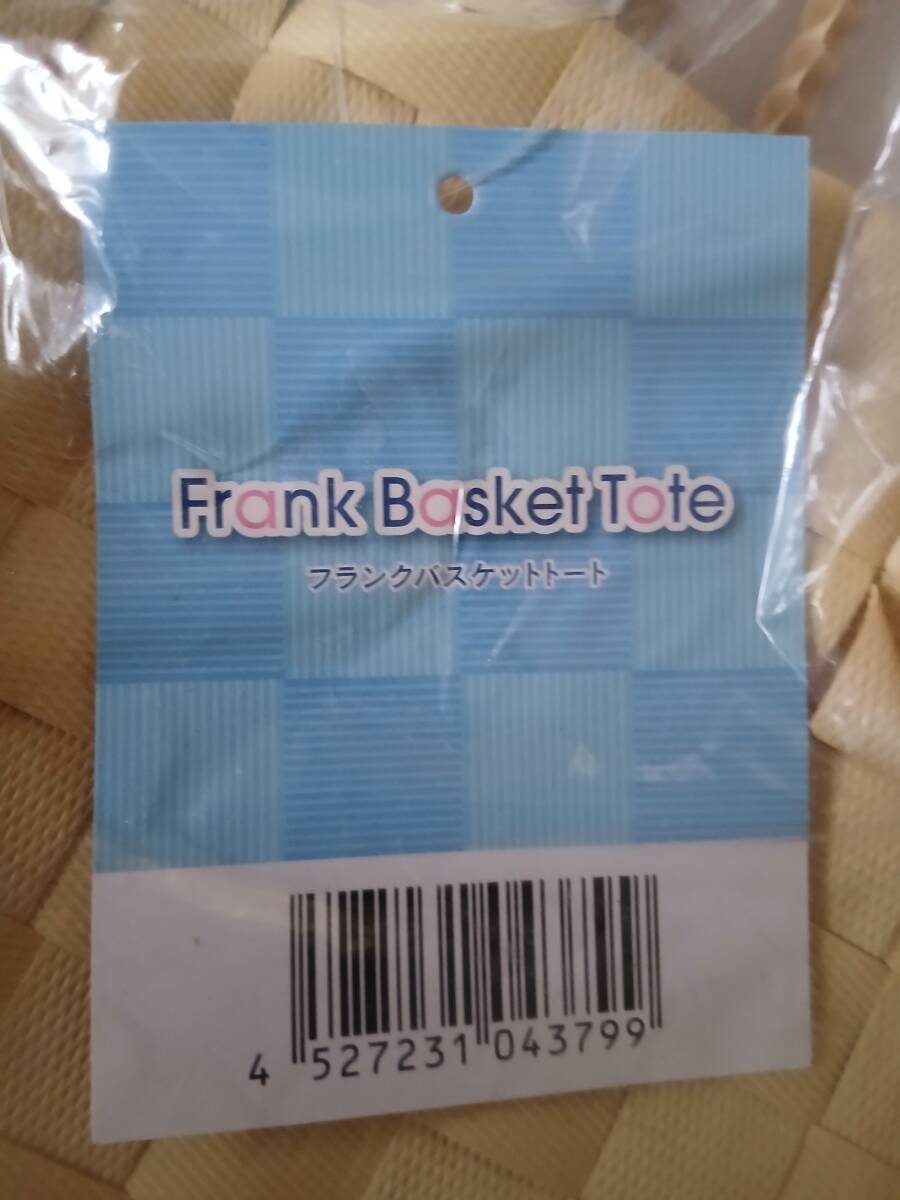 Frank Basket Tote
フランクバスケットトート
4 527231 043799